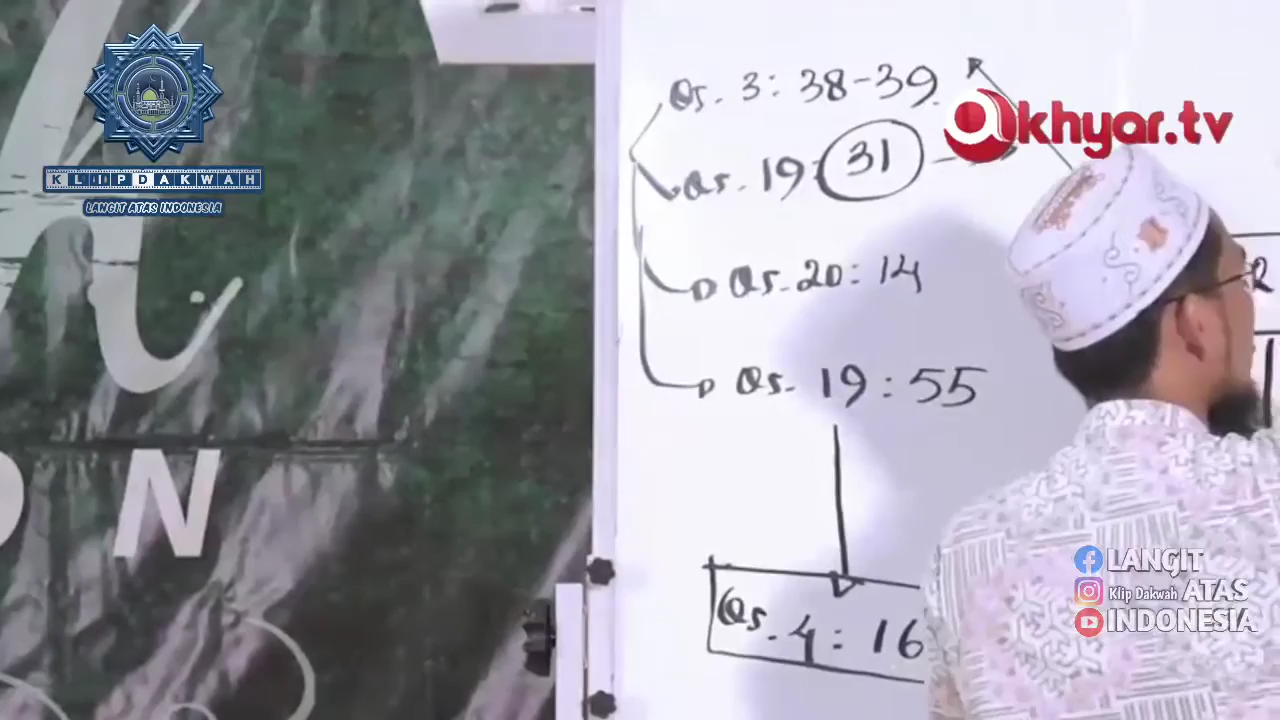 KLIPDAKWAH
LANGIT ATAS INDONESIA
Qs. 3: 38-39
akhyar.tv
Qs. 19: 31
Qs. 20: 14
Qs. 19: 55
N
Qs. 4: 16
LANGIT
Klip Dakwah ATAS
INDONESIA